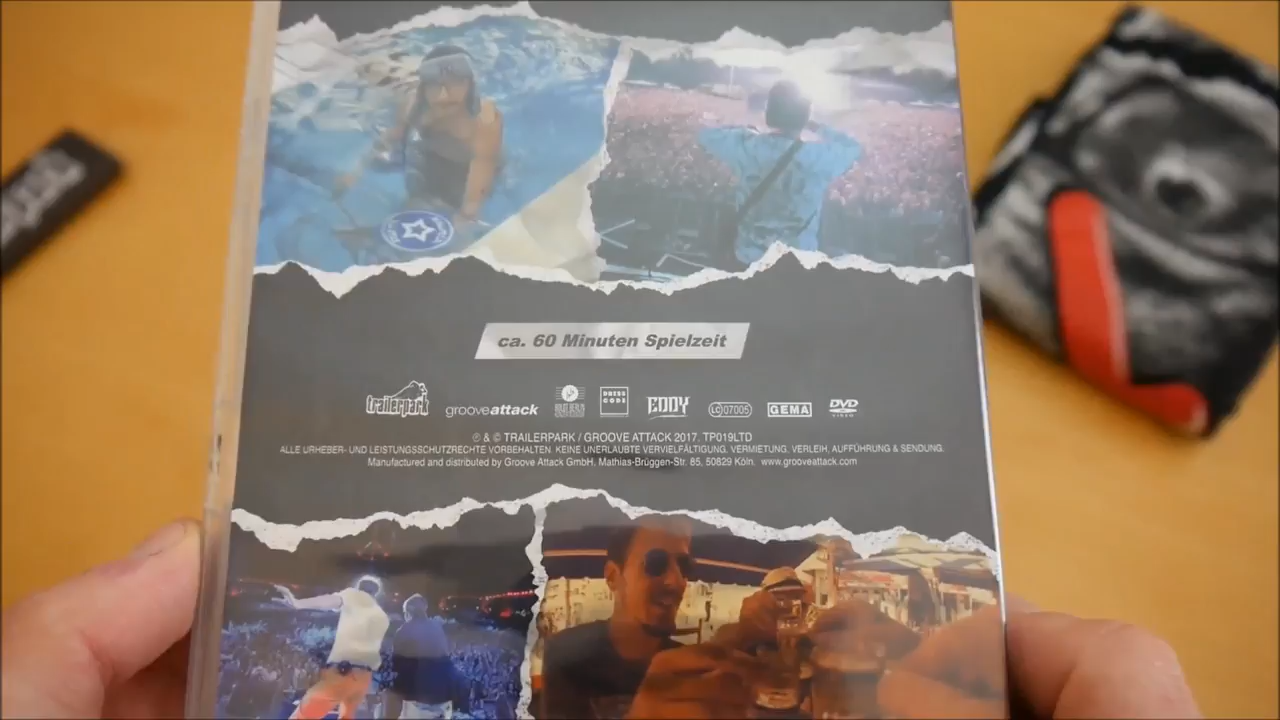 ca. 60 Minuten Spielzeit
trailerpark grooveattack DRESS CODE EDDY LC 07005 GEMA DVD VIDEO
℗ & © TRAILERPARK / GROOVE ATTACK 2017. TP019LTD
ALLE URHEBER- UND LEISTUNGSSCHUTZRECHTE VORBEHALTEN. KEINE UNERLAUBTE VERVIELFÄLTIGUNG, VERMIETUNG, VERLEIH, AUFFÜHRUNG & SENDUNG.
Manufactured and distributed by Groove Attack GmbH, Mathias-Brüggen-Str. 85, 50829 Köln. www.grooveattack.com